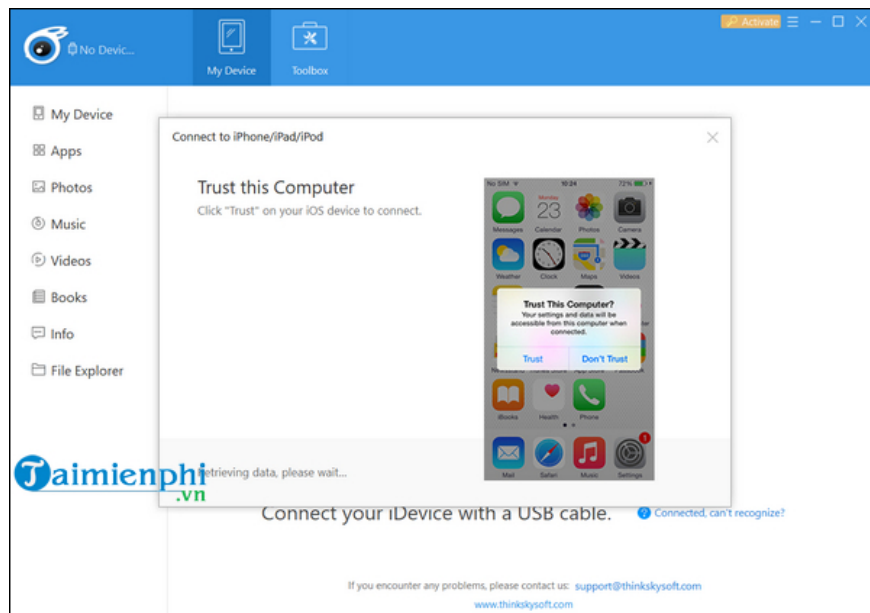 Activate
No Devic...
My Device
Toolbox
My Device
Apps
Photos
Music
Videos
Books
Info
File Explorer
Connect to iPhone/iPad/iPod
Trust this Computer
Click "Trust" on your iOS device to connect.
No SIM 10:24 72%
Monday
23
Messages Calendar Photos Camera
Weather Clock Maps Videos
Trust This Computer?
Your settings and data will be
accessible from this computer when
connected.
Trust Don't Trust
iBooks Health Phone
1
Mail Safari Music Settings
Retrieving data, please wait...
Taimienphi
.vn
Connect your iDevice with a USB cable.
? Connected, can't recognize?
If you encounter any problems, please contact us: support@thinkskysoft.com
www.thinkskysoft.com